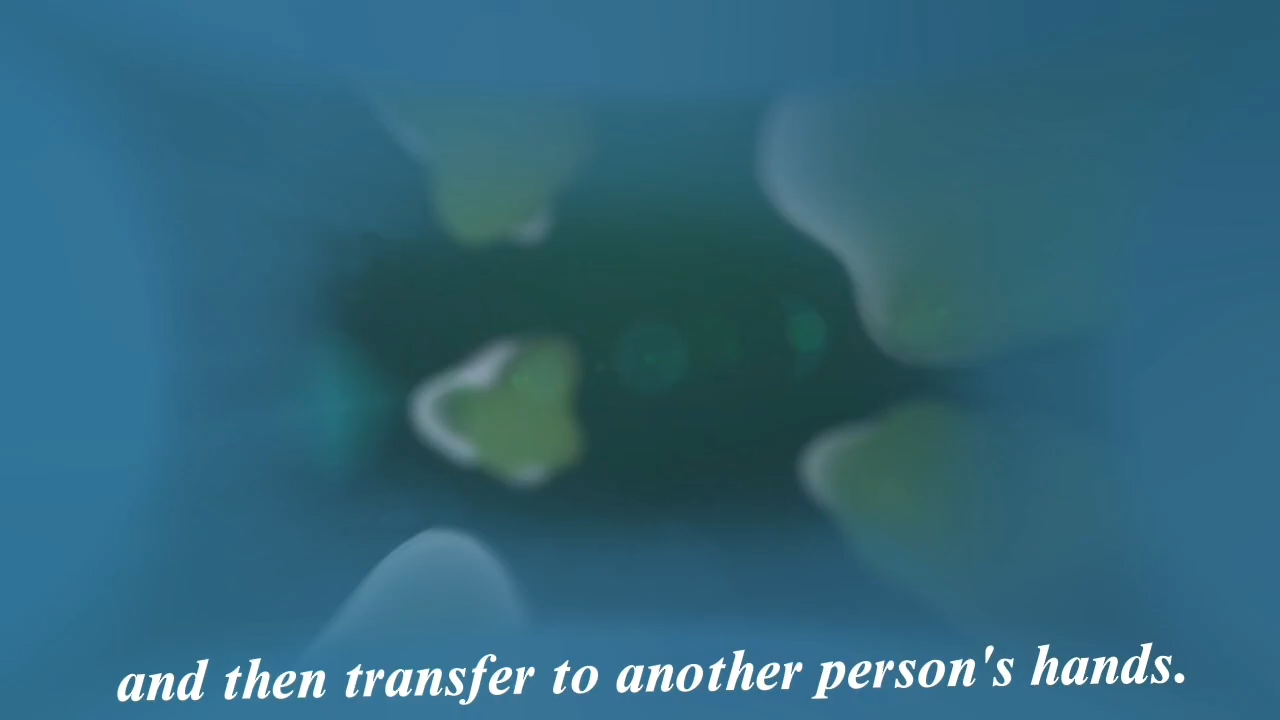 and then transfer to another person's hands.